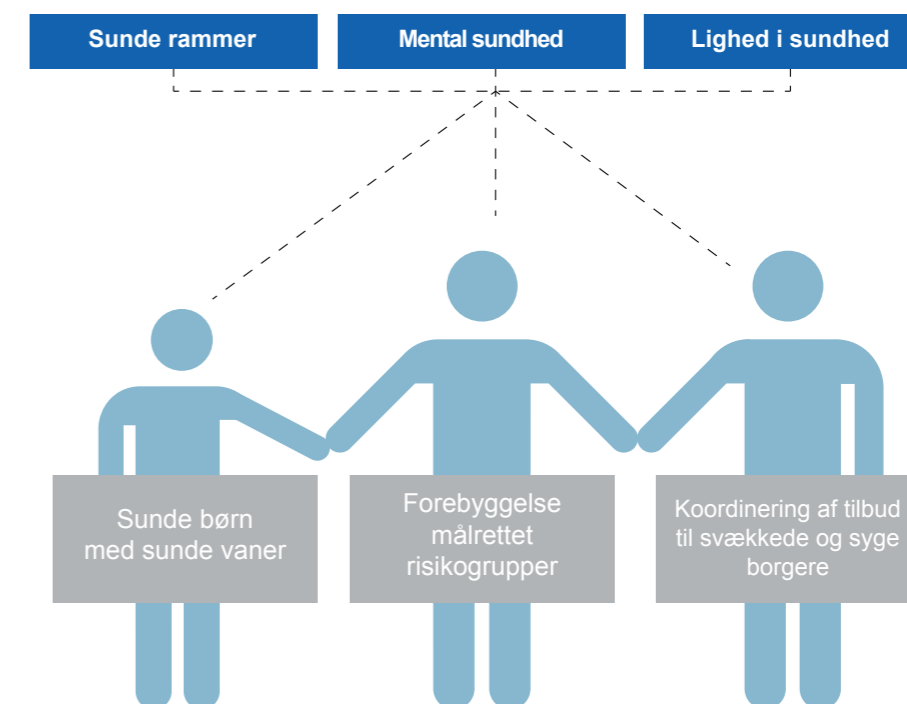 Sunde rammer
Mental sundhed
Lighed i sundhed
Sunde børn
med sunde vaner
Forebyggelse
målrettet
risikogrupper
Koordinering af tilbud
til svækkede og syge
borgere